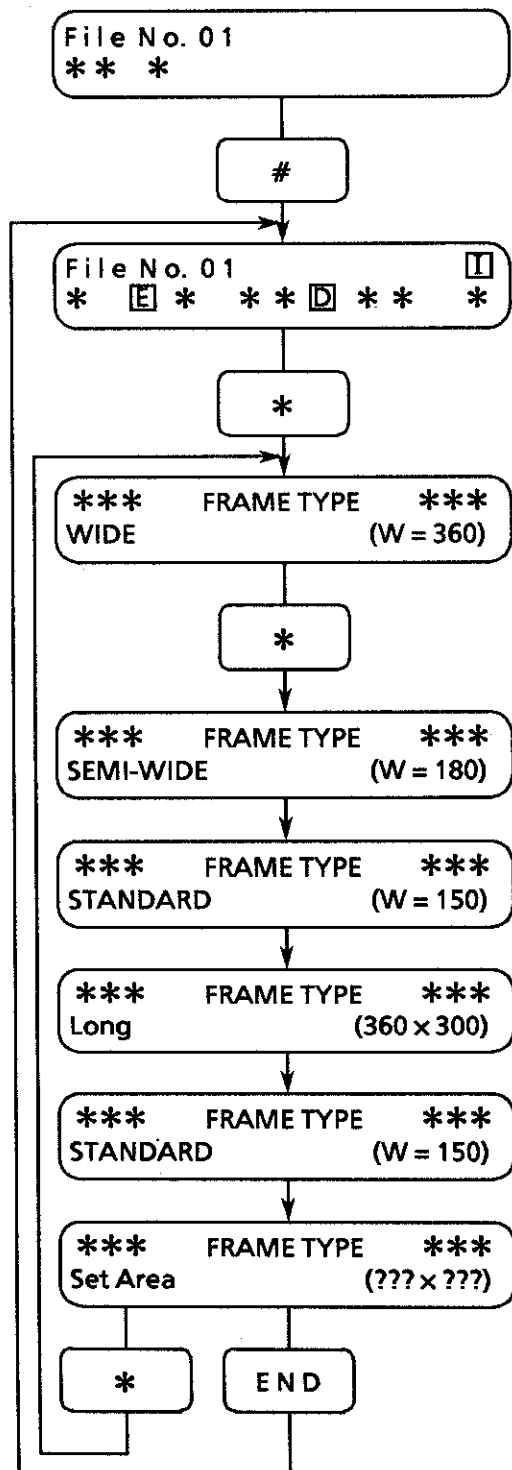 File No. 01
** *
#
File No. 01 I
* E * ** D ** *
*
*** FRAME TYPE ***
WIDE (W = 360)
*
*** FRAME TYPE ***
SEMI-WIDE (W = 180)
*** FRAME TYPE ***
STANDARD (W = 150)
*** FRAME TYPE ***
Long (360 × 300)
*** FRAME TYPE ***
STANDARD (W = 150)
*** FRAME TYPE ***
Set Area (??? × ???)
* END